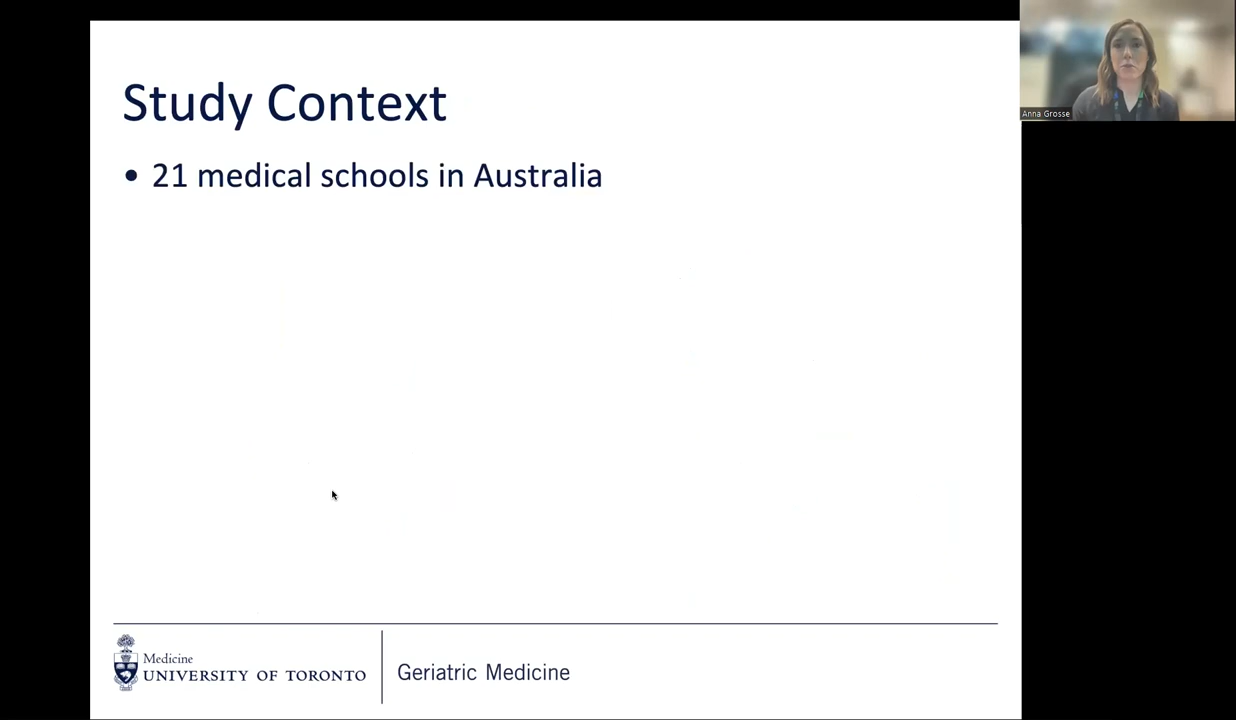 Study Context
• 21 medical schools in Australia
Anna Grosse
Medicine
UNIVERSITY OF TORONTO
Geriatric Medicine